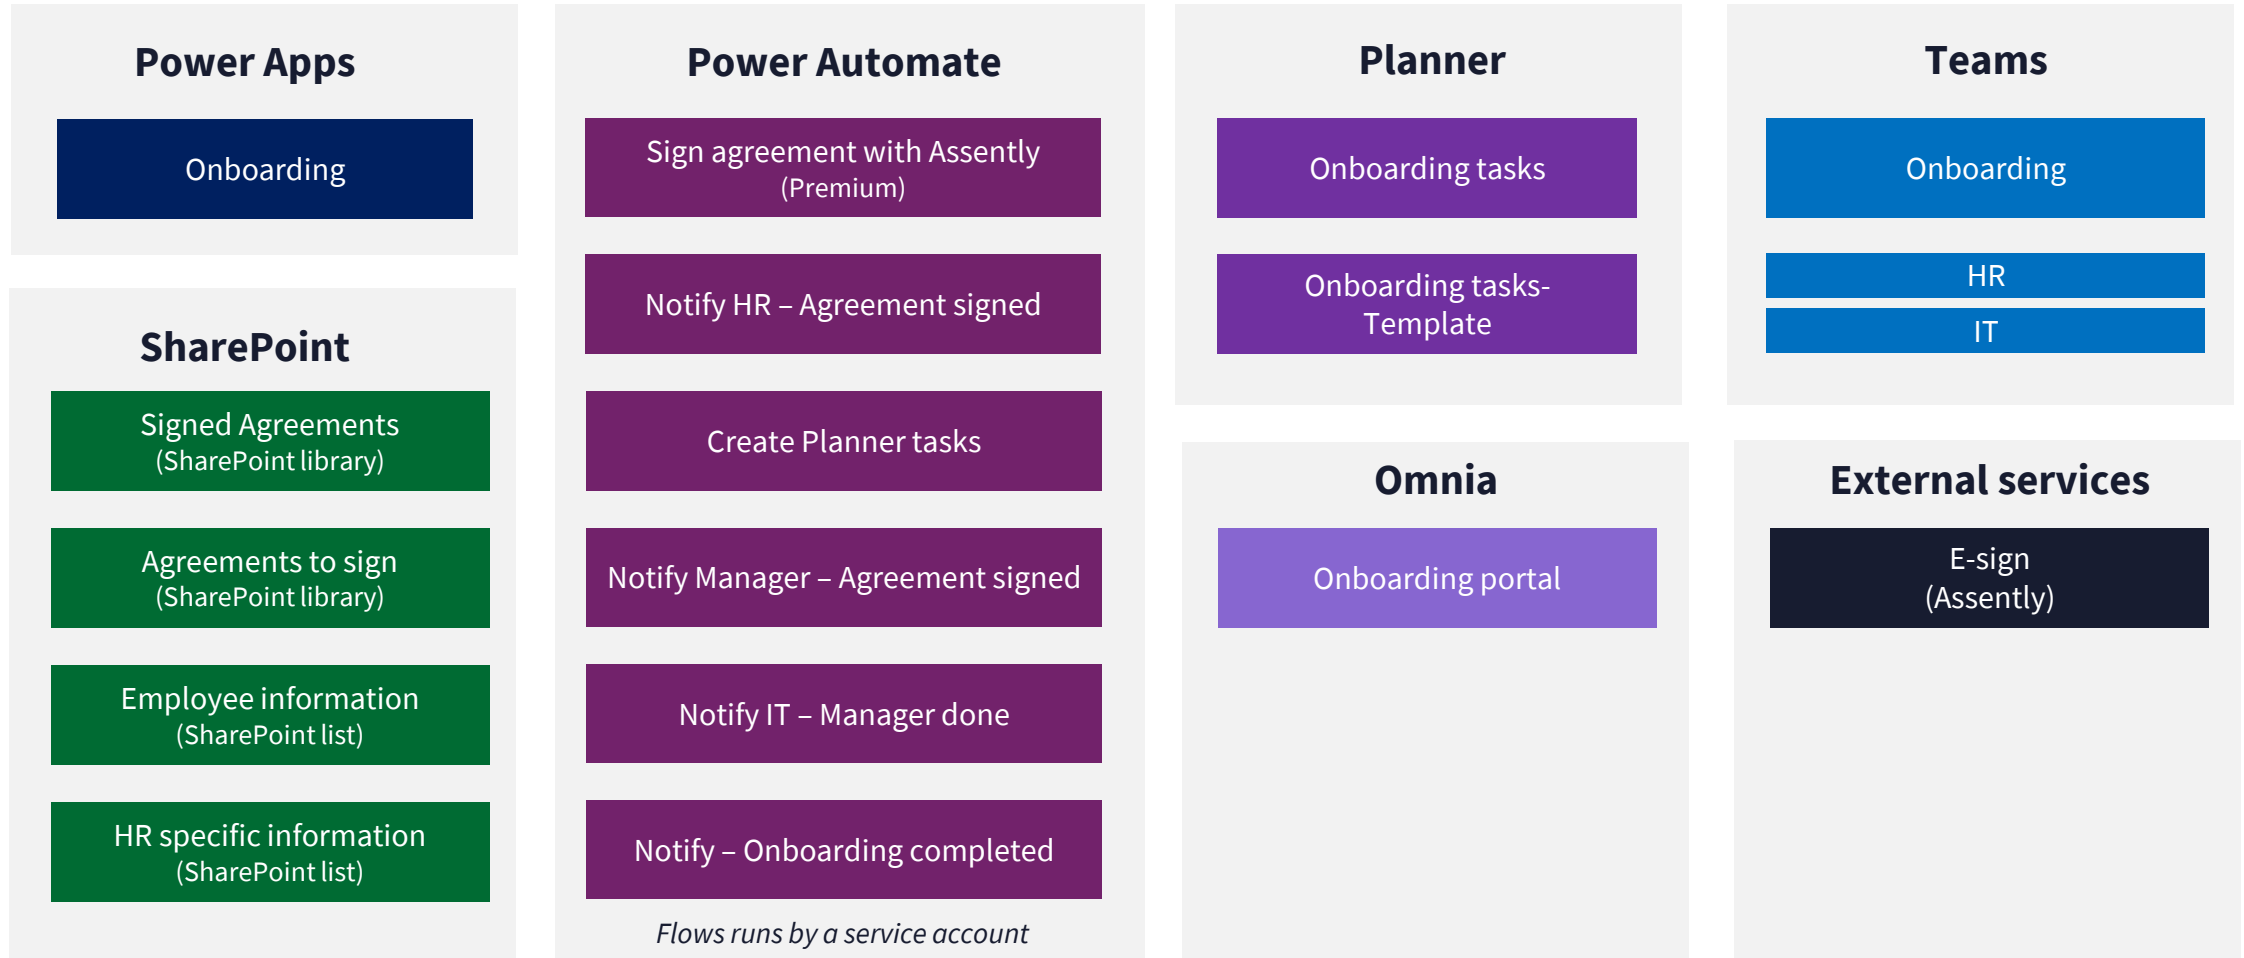 Power Apps
Onboarding
SharePoint
Signed Agreements
(SharePoint library)
Agreements to sign
(SharePoint library)
Employee information
(SharePoint list)
HR specific information
(SharePoint list)
Power Automate
Sign agreement with Assently
(Premium)
Notify HR – Agreement signed
Create Planner tasks
Notify Manager – Agreement signed
Notify IT – Manager done
Notify – Onboarding completed
Flows runs by a service account
Planner
Onboarding tasks
Onboarding tasks-
Template
Omnia
Onboarding portal
Teams
Onboarding
HR
IT
External services
E-sign
(Assently)